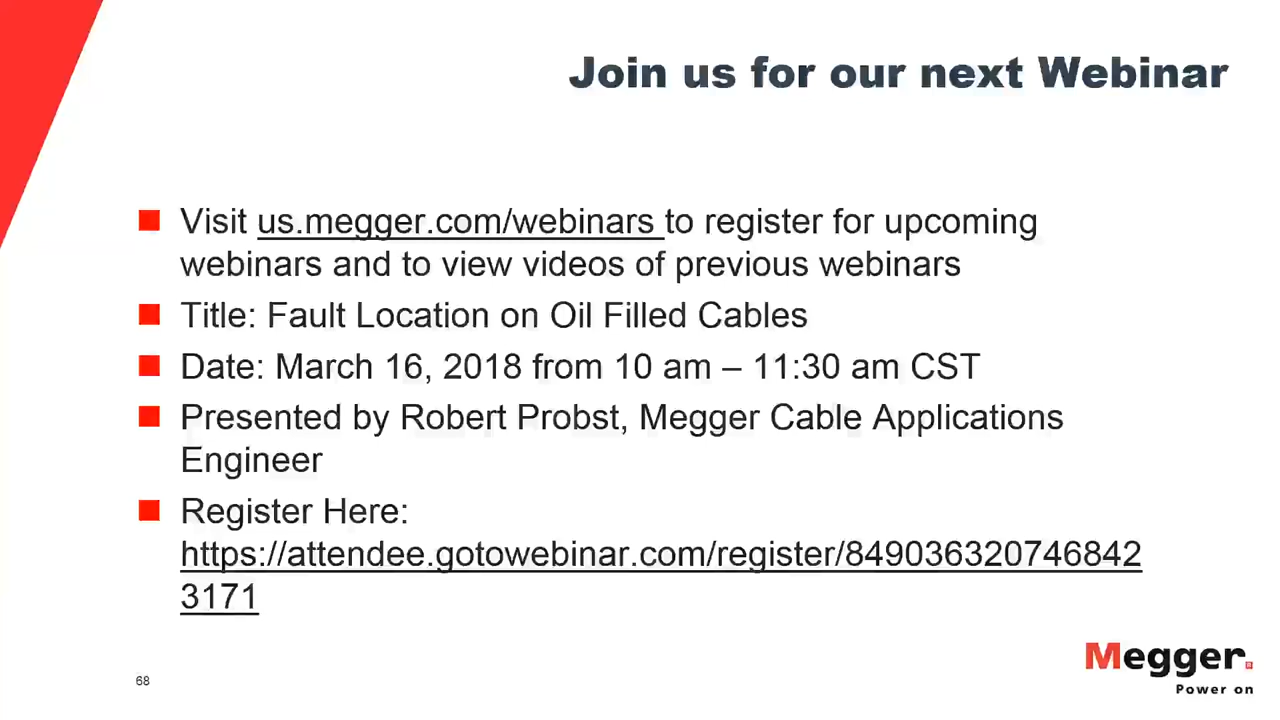 Join us for our next Webinar
Visit us.megger.com/webinars to register for upcoming
webinars and to view videos of previous webinars
Title: Fault Location on Oil Filled Cables
Date: March 16, 2018 from 10 am – 11:30 am CST
Presented by Robert Probst, Megger Cable Applications
Engineer
Register Here:
https://attendee.gotowebinar.com/register/849036320746842
3171
Megger.
Power on
68